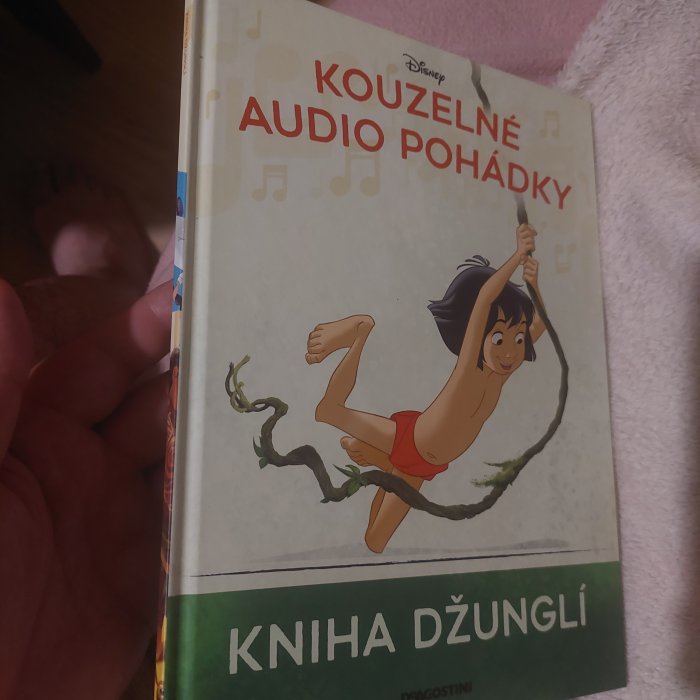 Disney
KOUZELNÉ
AUDIO POHÁDKY
KNIHA DŽUNGLÍ
DEAGOSTINI